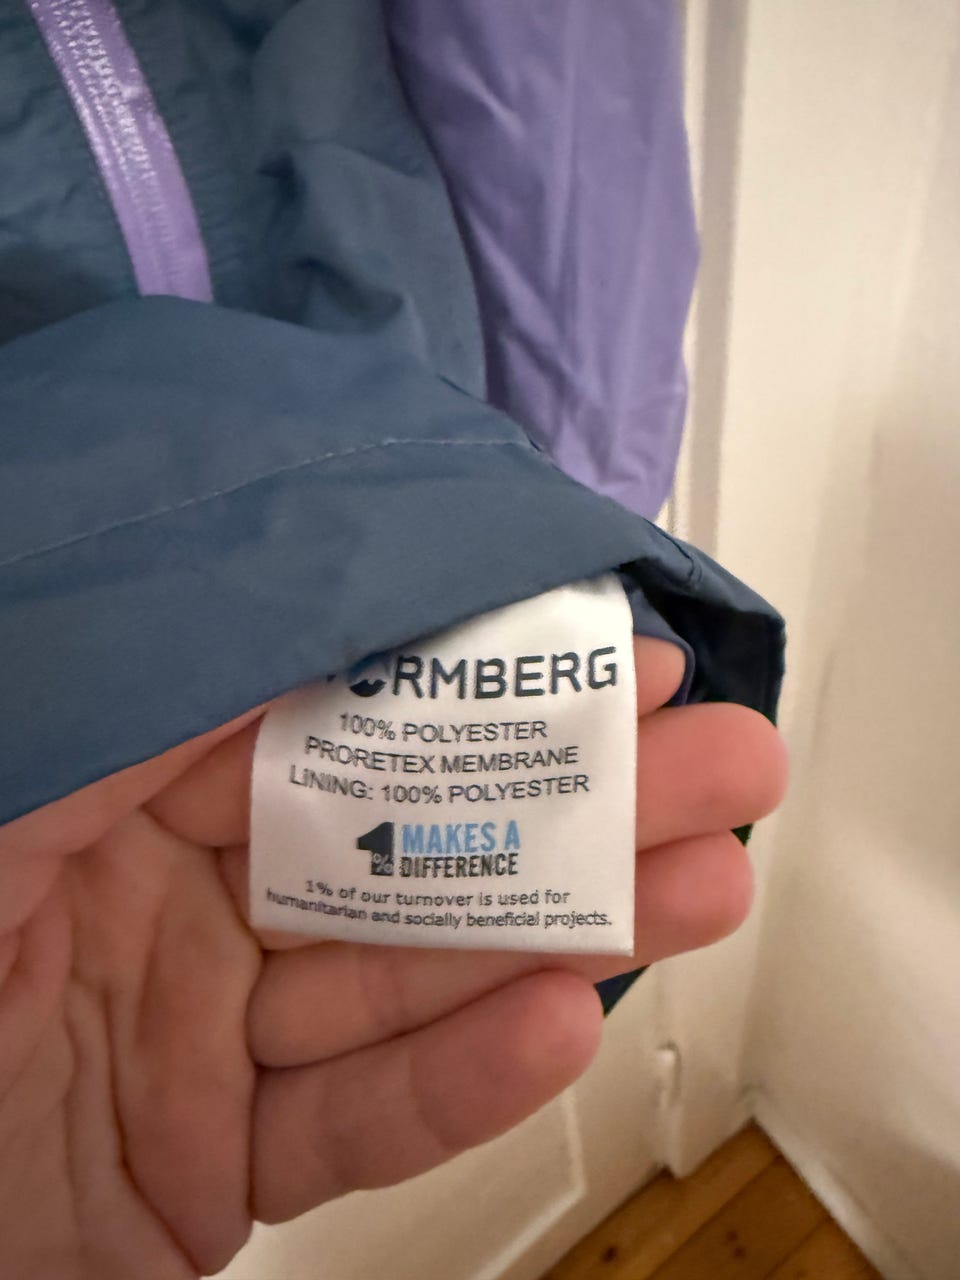 RMBERG
100% POLYESTER
PRORETEX MEMBRANE
LINING: 100% POLYESTER
1% MAKES A
DIFFERENCE
1% of our turnover is used for
humanitarian and socially beneficial projects.